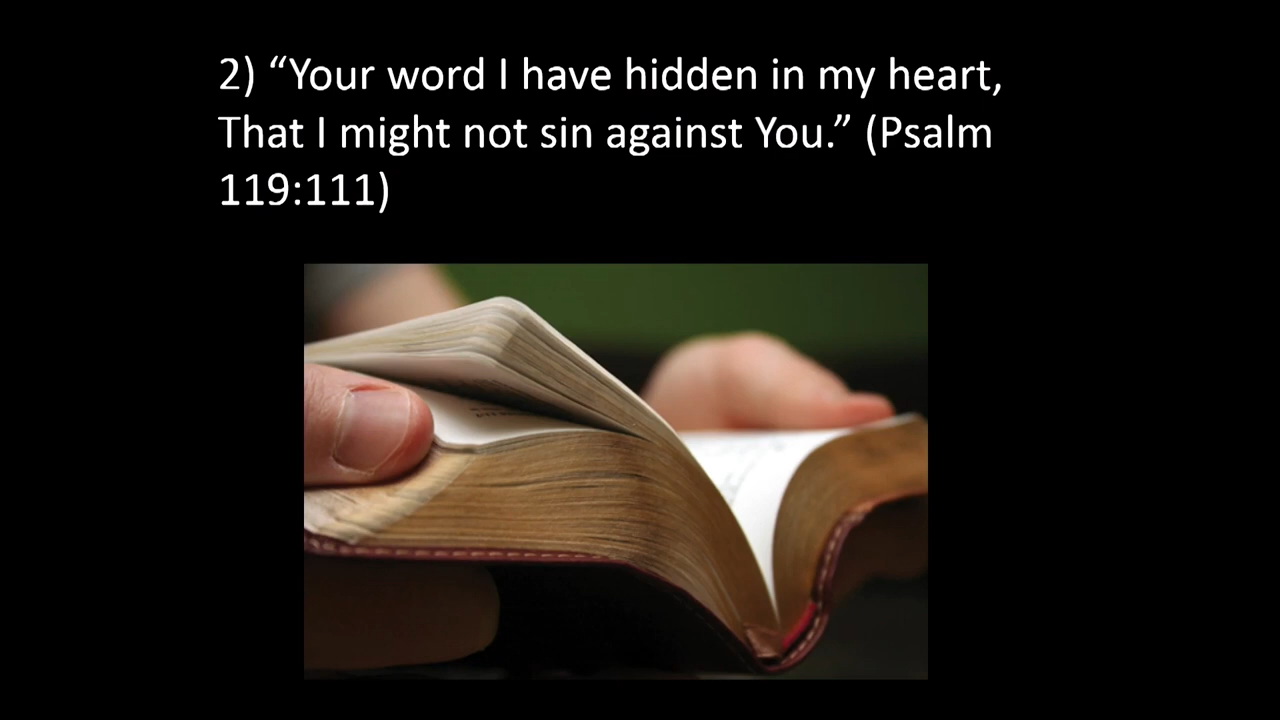 2) “Your word I have hidden in my heart,
That I might not sin against You.” (Psalm
119:111)